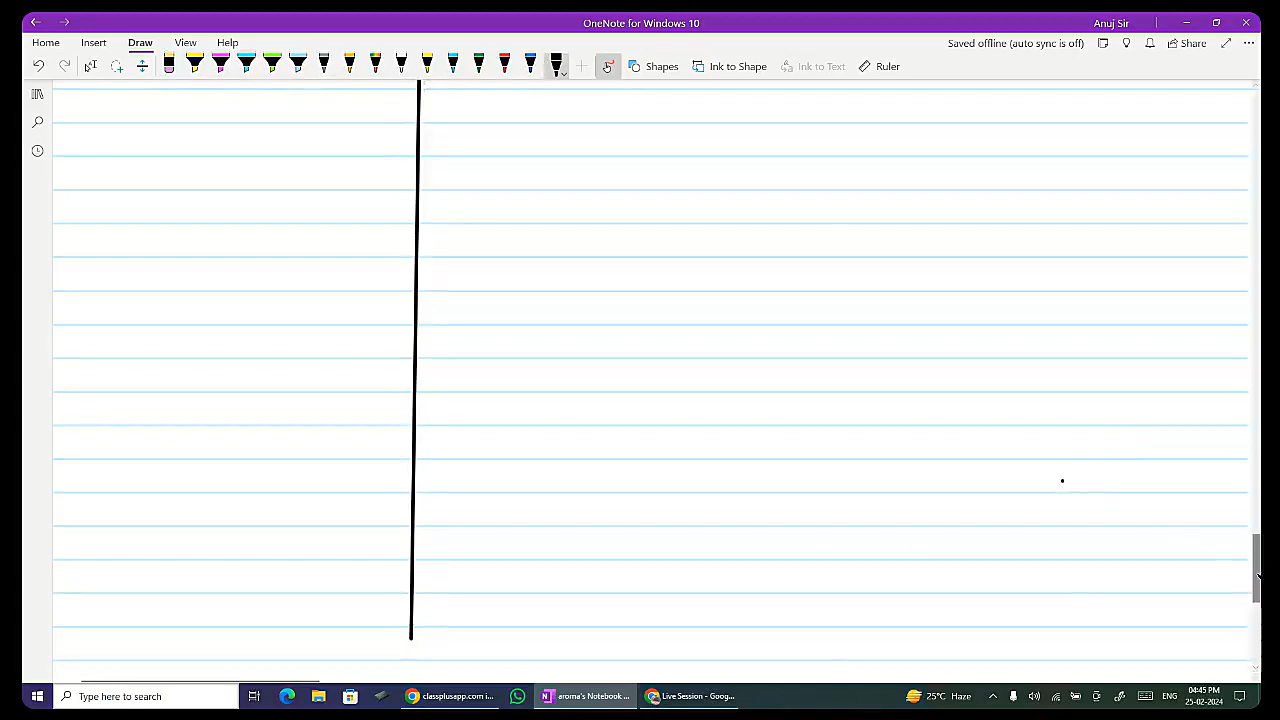 OneNote for Windows 10
Anuj Sir
Home Insert Draw View Help
Saved offline (auto sync is off)
Share
Shapes
Ink to Shape
Ink to Text
Ruler
Type here to search
classplusapp.com i...
aroma's Notebook ...
Live Session - Goog...
25°C Haze
ENG
04:45 PM
25-02-2024